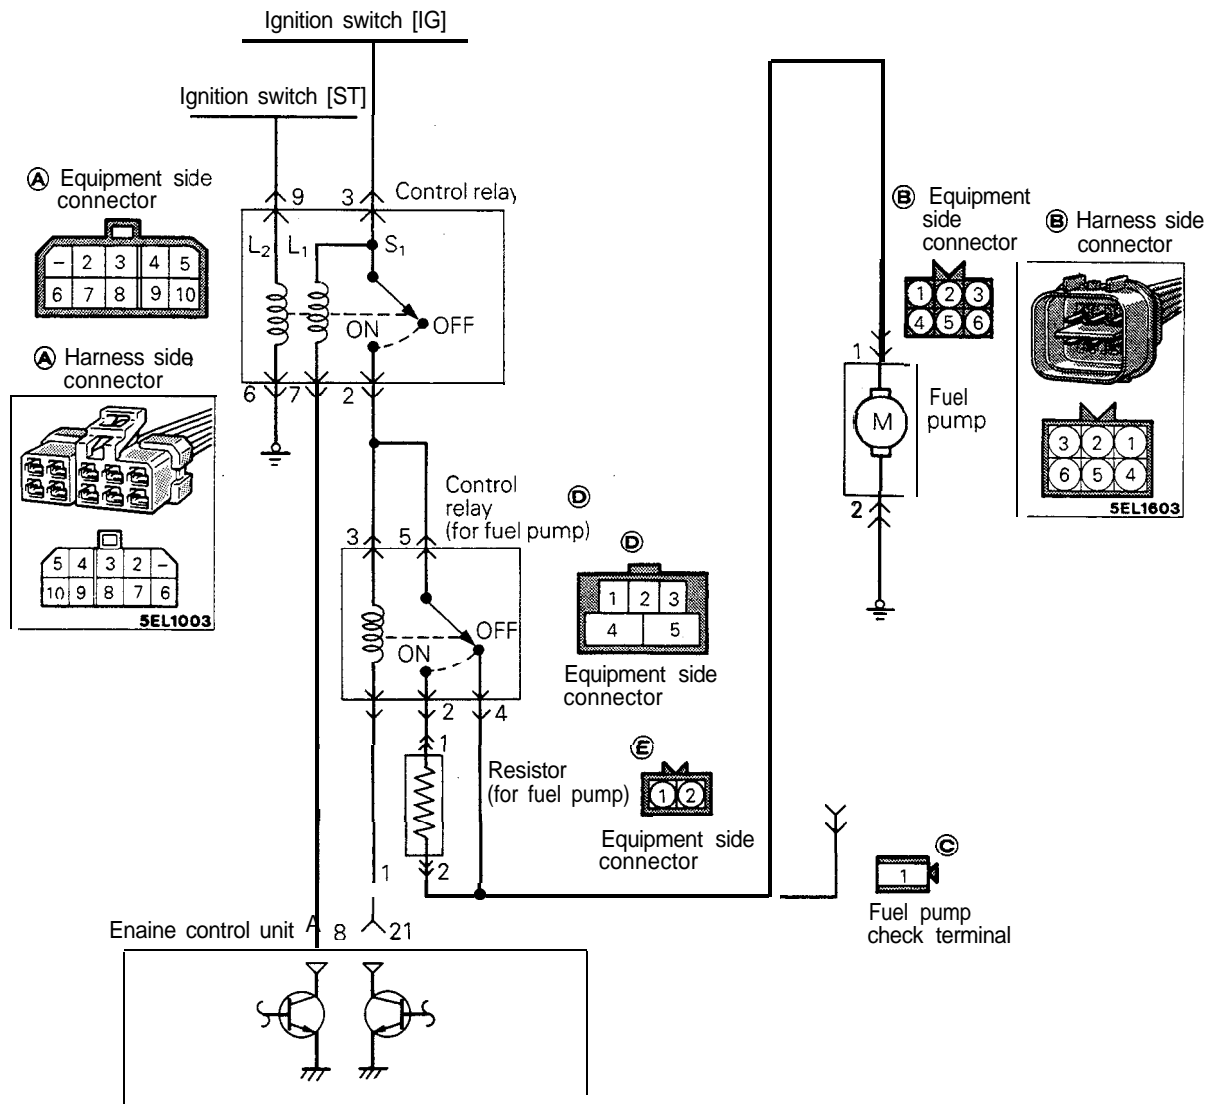 Ignition switch [IG]
Ignition switch [ST]
A Equipment side
connector
- 2 3 4 5
6 7 8 9 10
9 3 Control relay
L2 L1 S1
ON OFF
6 7 2
A Harness side
connector
5 4 3 2 -
10 9 8 7 6
5EL1003
B Equipment
side
connector
1 2 3
4 5 6
B Harness side
connector
3 2 1
6 5 4
5EL1603
1
M
Fuel
pump
2
Control
relay
(for fuel pump)
D
3 5
OFF
ON
2 4
D
1 2 3
4 5
Equipment side
connector
1
Resistor
(for fuel pump)
2
E
1 2
Equipment side
connector
1
C
1
Fuel pump
check terminal
Enaine control unit 8 21